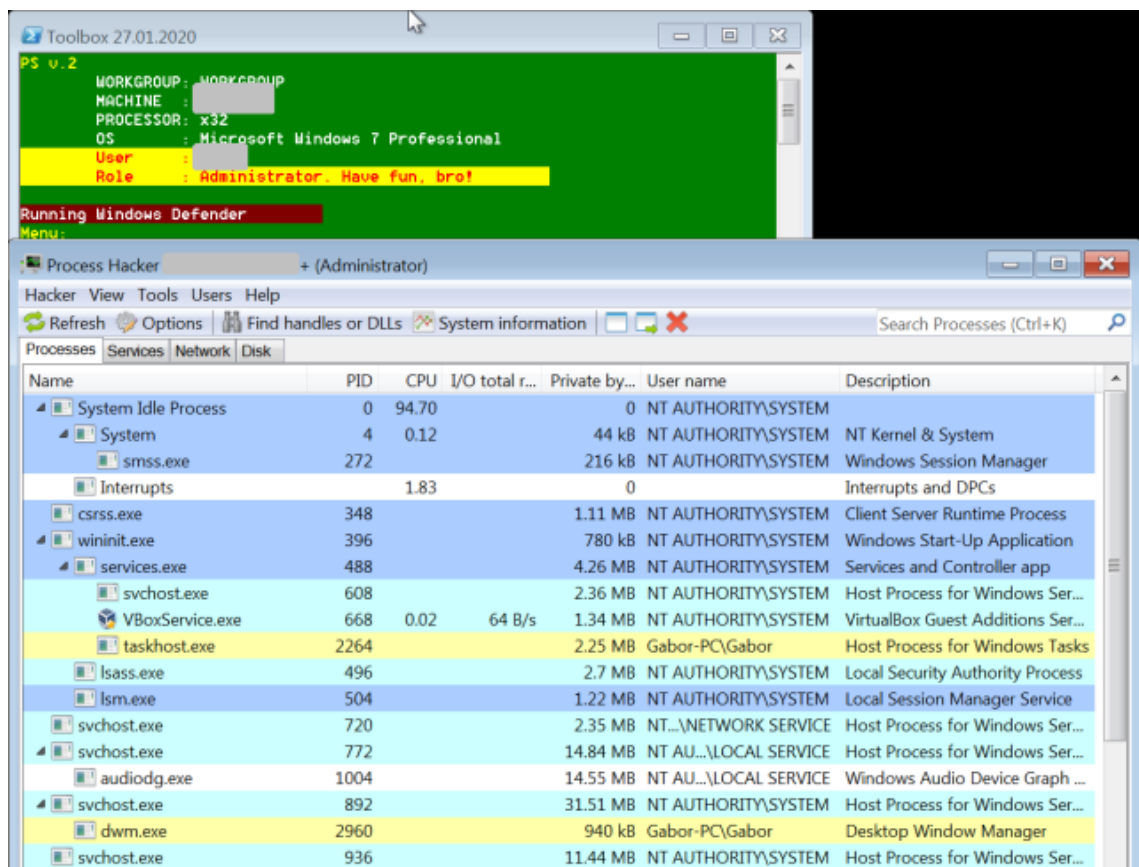 Toolbox 27.01.2020
PS v.2
WORKGROUP: WORKGROUP
MACHINE :
PROCESSOR: x32
OS : Microsoft Windows 7 Professional
User :
Role : Administrator. Have fun, bro!
Running Windows Defender
Menu:
Process Hacker + (Administrator)
Hacker View Tools Users Help
Refresh Options Find handles or DLLs System information Search Processes (Ctrl+K)
Processes Services Network Disk
Name PID CPU I/O total r... Private by... User name Description
System Idle Process 0 94.70 0 NT AUTHORITY\SYSTEM
System 4 0.12 44 kB NT AUTHORITY\SYSTEM NT Kernel & System
smss.exe 272 216 kB NT AUTHORITY\SYSTEM Windows Session Manager
Interrupts 1.83 0 Interrupts and DPCs
csrss.exe 348 1.11 MB NT AUTHORITY\SYSTEM Client Server Runtime Process
wininit.exe 396 780 kB NT AUTHORITY\SYSTEM Windows Start-Up Application
services.exe 488 4.26 MB NT AUTHORITY\SYSTEM Services and Controller app
svchost.exe 608 2.36 MB NT AUTHORITY\SYSTEM Host Process for Windows Ser...
VBoxService.exe 668 0.02 64 B/s 1.34 MB NT AUTHORITY\SYSTEM VirtualBox Guest Additions Ser...
taskhost.exe 2264 2.25 MB Gabor-PC\Gabor Host Process for Windows Tasks
lsass.exe 496 2.7 MB NT AUTHORITY\SYSTEM Local Security Authority Process
lsm.exe 504 1.22 MB NT AUTHORITY\SYSTEM Local Session Manager Service
svchost.exe 720 2.35 MB NT...\NETWORK SERVICE Host Process for Windows Ser...
svchost.exe 772 14.84 MB NT AU...\LOCAL SERVICE Host Process for Windows Ser...
audiodg.exe 1004 14.55 MB NT AU...\LOCAL SERVICE Windows Audio Device Graph ...
svchost.exe 892 31.51 MB NT AUTHORITY\SYSTEM Host Process for Windows Ser...
dwm.exe 2960 940 kB Gabor-PC\Gabor Desktop Window Manager
svchost.exe 936 11.44 MB NT AUTHORITY\SYSTEM Host Process for Windows Ser...